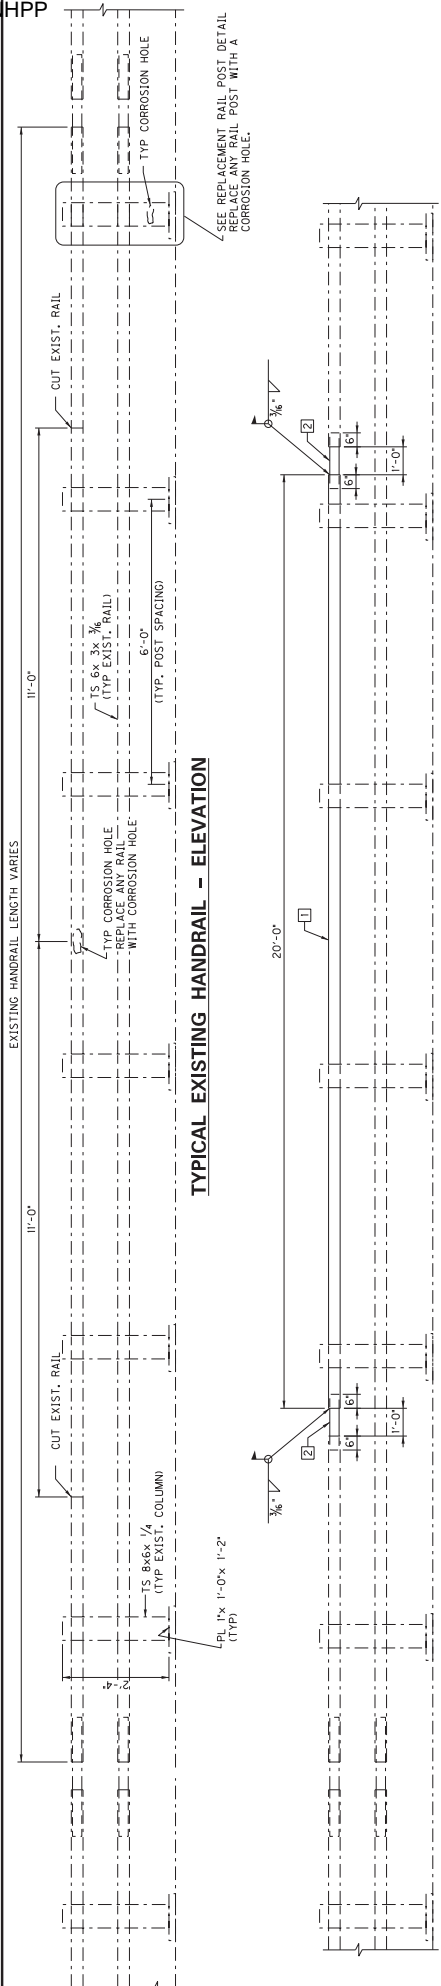 HPP
EXISTING HANDRAIL LENGTH VARIES
11'-0"
11'-0"
CUT EXIST. RAIL
CUT EXIST. RAIL
TYP CORROSION HOLE
SEE REPLACEMENT RAIL POST DETAIL
REPLACE ANY RAIL POST WITH A
CORROSION HOLE.
TS 6x 3x 3/16
(TYP EXIST. RAIL)
6'-0"
(TYP. POST SPACING)
TYP CORROSION HOLE
REPLACE ANY RAIL
WITH CORROSION HOLE
TS 8x6x 1/4
(TYP EXIST. COLUMN)
2'-4"
PL 1"x 1'-0"x 1'-2"
(TYP)
TYPICAL EXISTING HANDRAIL - ELEVATION
3/16"
2
6"
6"
1'-0"
20'-0"
1
3/16"
2
6"
6"
1'-0"